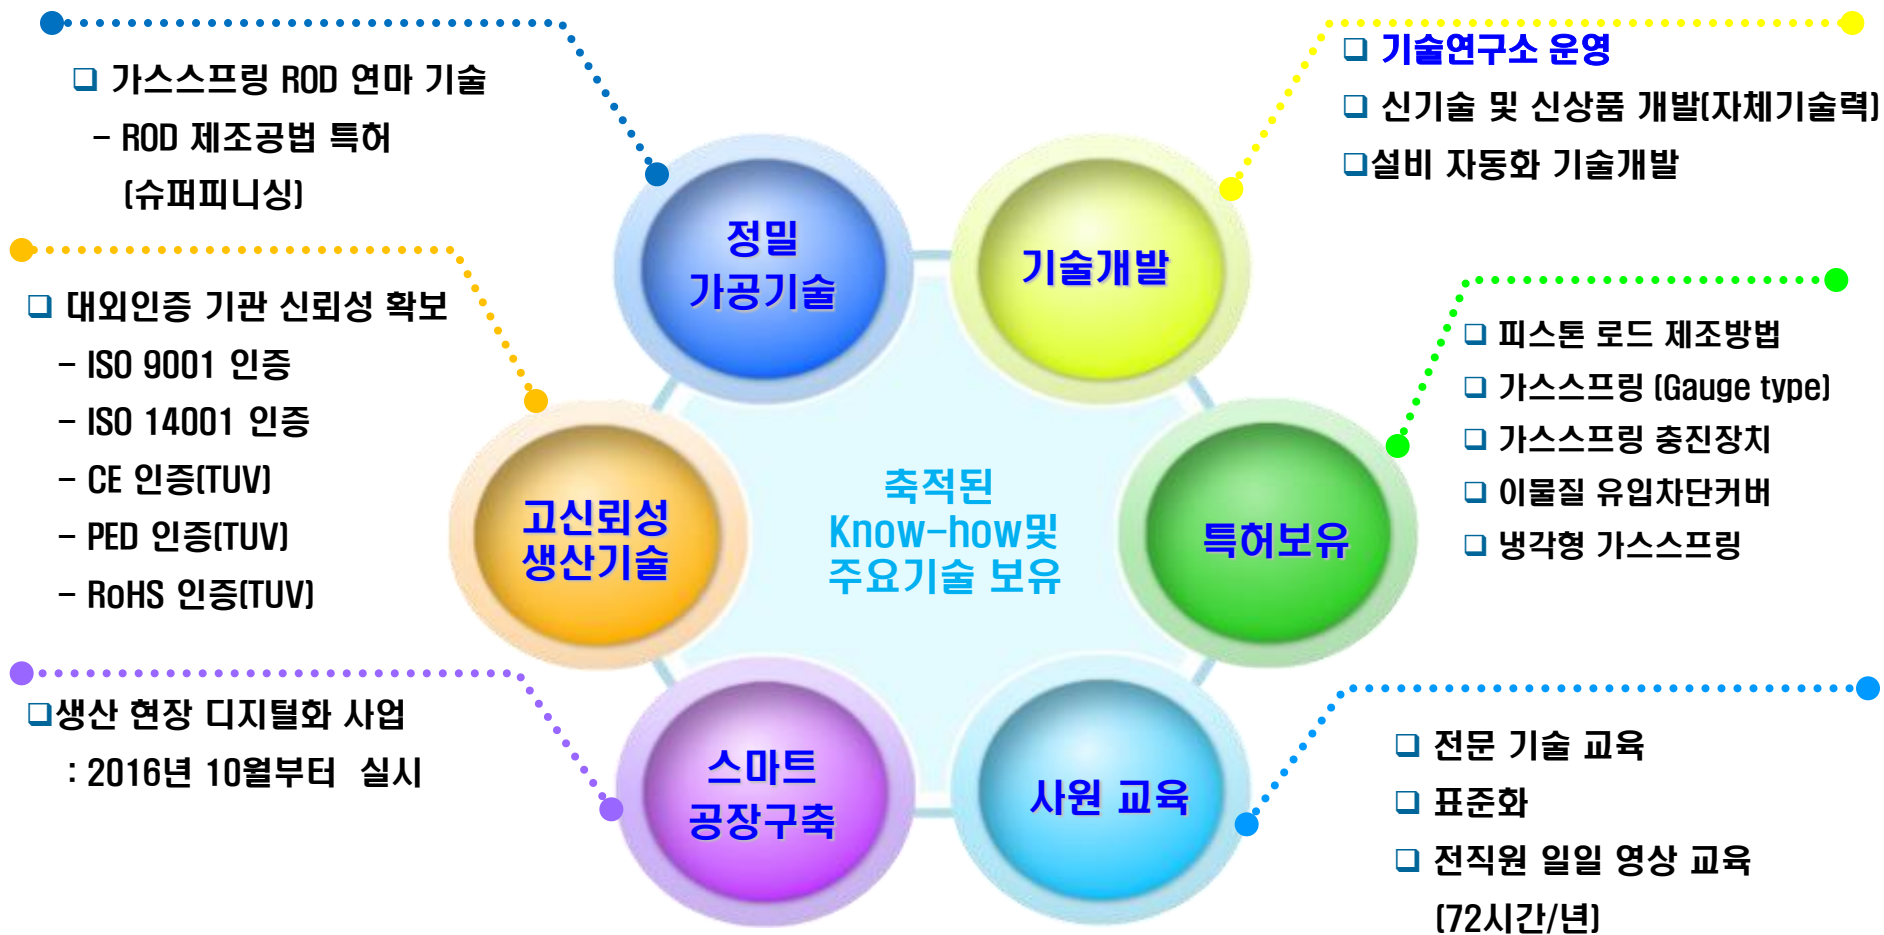 ❑ 가스스프링 ROD 연마 기술
- ROD 제조공법 특허
(슈퍼피니싱)
❑ 대외인증 기관 신뢰성 확보
- ISO 9001 인증
- ISO 14001 인증
- CE 인증(TUV)
- PED 인증(TUV)
- RoHS 인증(TUV)
❑생산 현장 디지털화 사업
: 2016년 10월부터 실시
정밀
가공기술
기술개발
고신뢰성
생산기술
축적된
Know-how및
주요기술 보유
특허보유
스마트
공장구축
사원 교육
❑ 기술연구소 운영
❑ 신기술 및 신상품 개발(자체기술력)
❑설비 자동화 기술개발
❑ 피스톤 로드 제조방법
❑ 가스스프링 (Gauge type)
❑ 가스스프링 충진장치
❑ 이물질 유입차단커버
❑ 냉각형 가스스프링
❑ 전문 기술 교육
❑ 표준화
❑ 전직원 일일 영상 교육
(72시간/년)